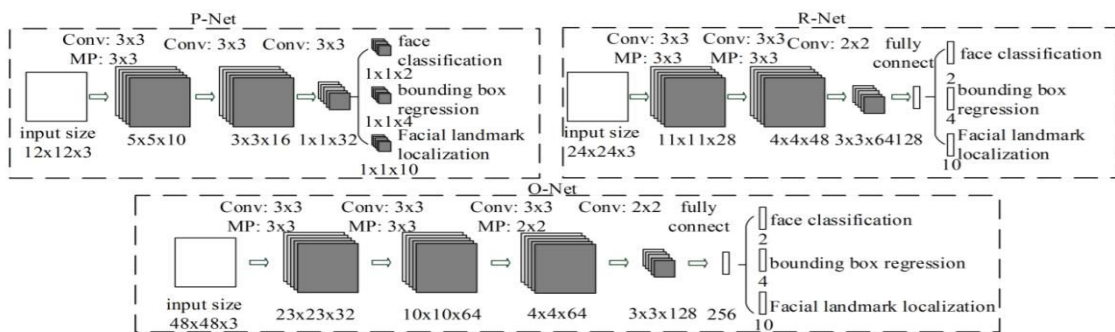 P-Net
Conv: 3x3 Conv: 3x3 Conv: 3x3
MP: 3x3
face
classification
1x1x2
bounding box
regression
1x1x4
Facial landmark
localization
1x1x10
input size
12x12x3
5x5x10 3x3x16 1x1x32
R-Net
Conv: 3x3 Conv: 3x3 Conv: 2x2 fully
MP: 3x3 MP: 3x3 connect
face classification
2
bounding box
regression
4
Facial landmark
localization
10
input size
24x24x3
11x11x28 4x4x48 3x3x64 128
O-Net
Conv: 3x3 Conv: 3x3 Conv: 3x3 Conv: 2x2 fully
MP: 3x3 MP: 3x3 MP: 2x2 connect
face classification
2
bounding box regression
4
Facial landmark localization
10
input size
48x48x3
23x23x32 10x10x64 4x4x64 3x3x128 256